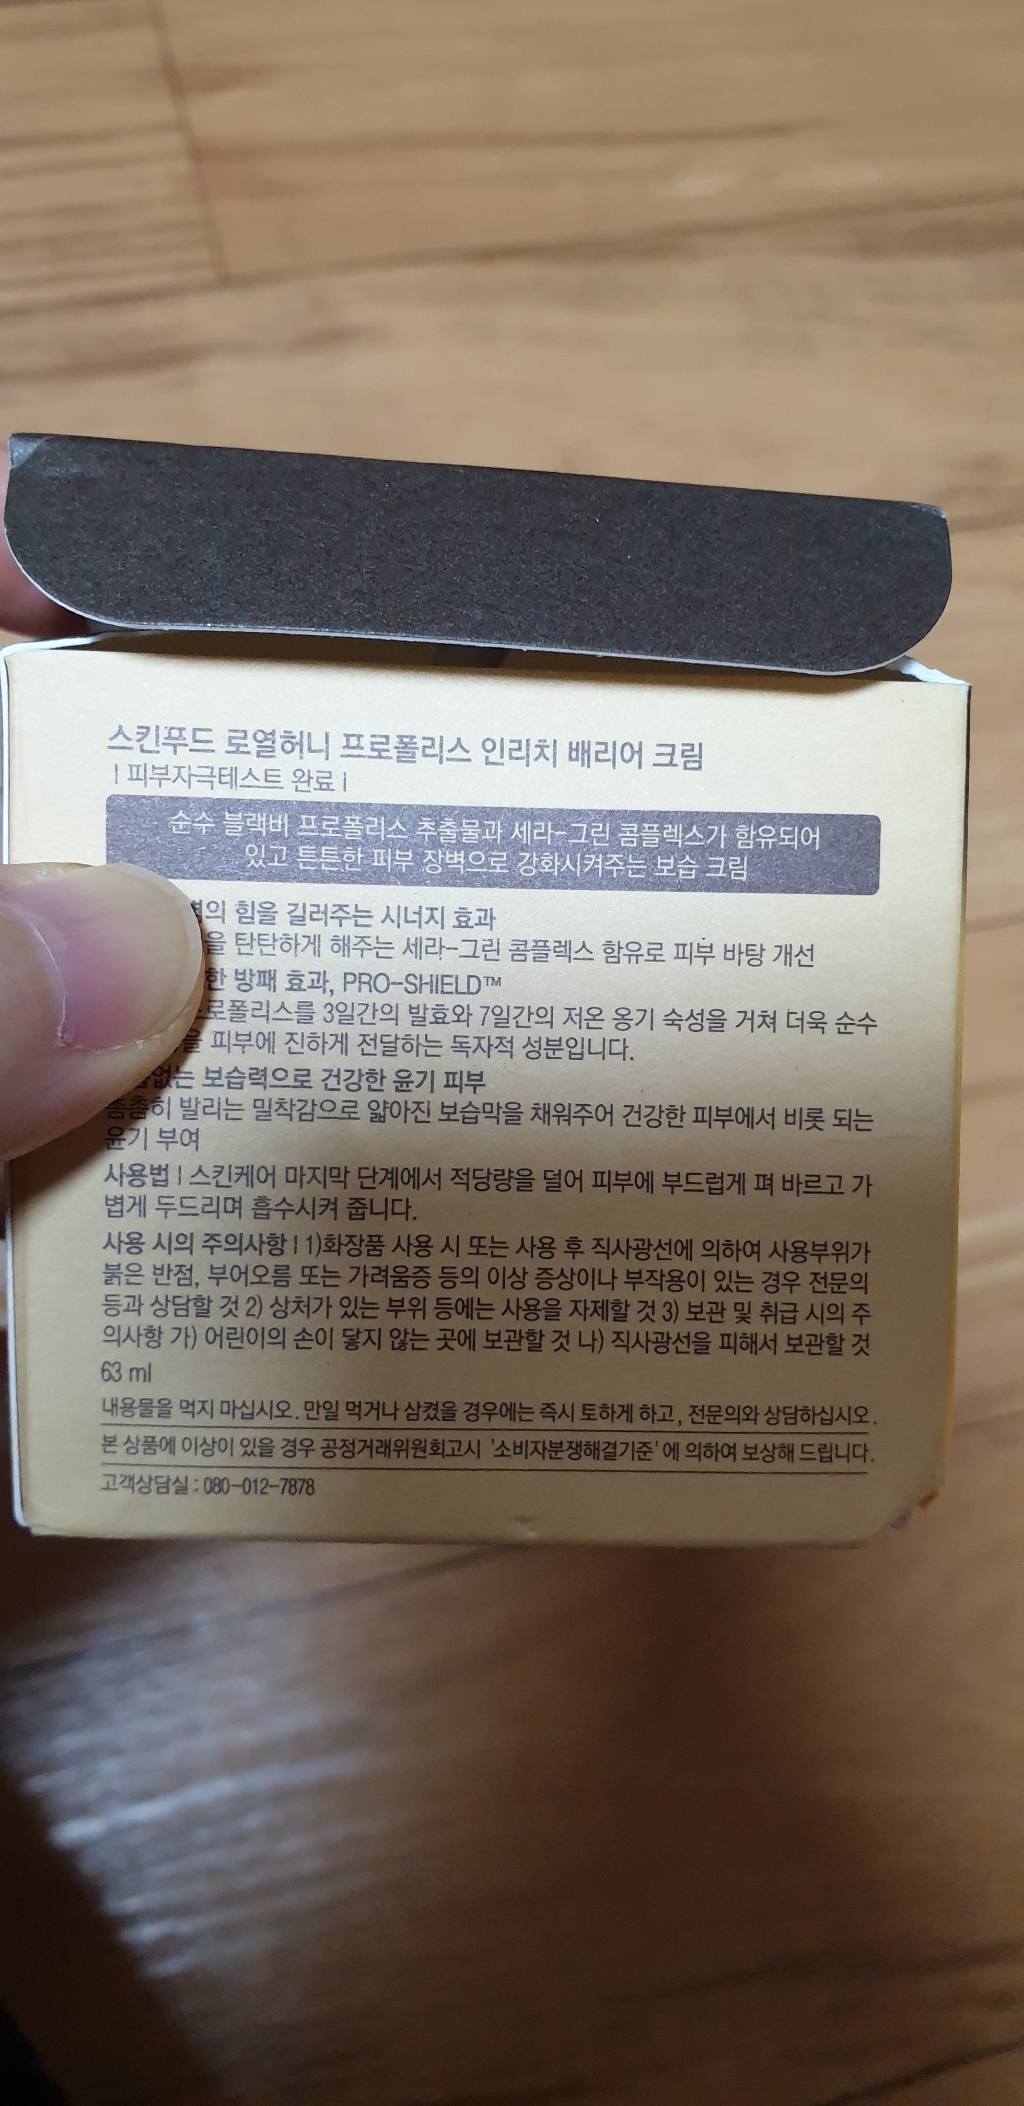 스킨푸드 로열허니 프로폴리스 인리치 배리어 크림
| 피부자극테스트 완료 |
순수 블랙비 프로폴리스 추출물과 세라-그린 콤플렉스가 함유되어
있고 튼튼한 퍼부 장벽으로 강화시켜주는 보습 크림
힘을 길러주는 시너지 효과
탄탄하게 해주는 세라-그린 콤플렉스 함유로 피부 바탕 개선
방패 효과, PRO-SHIELD™
3일간의 발효와 7일간의 저온 옹기 숙성을 거쳐 더욱 순수
피부에 진하게 전달하는 독자적 성분입니다.
보습력으로 건강한 윤기 피부
발리는 밀착감으로 얇아진 보습막을 채워주어 건강한 피부에서 비롯 되는
윤기 부여
사용법 | 스킨케어 마지막 단계에서 적당량을 덜어 피부에 부드럽게 펴 바르고 가
볍게 두드리며 흡수시켜 줍니다.
사용 시의 주의사항 | 1)화장품 사용 시 또는 사용 후 직사광선에 의하여 사용부위가
붉은 반점, 부어오름 또는 가려움증 등의 이상 증상이나 부작용이 있는 경우 전문의
등과 상담할 것 2) 상처가 있는 부위 등에는 사용을 자제할 것 3) 보관 및 취급 시의 주
의사항 가) 어린이의 손이 닿지 않는 곳에 보관할 것 나) 직사광선을 피해서 보관할 것
63 ml
내용물을 먹지 마십시오. 만일 먹거나 삼켰을 경우에는 즉시 토하게 하고, 전문의와 상담하십시오.
본 상품에 이상이 있을 경우 공정거래위원회고시 '소비자분쟁해결기준'에 의하여 보상해 드립니다.
고객상담실 : 080-012-7878